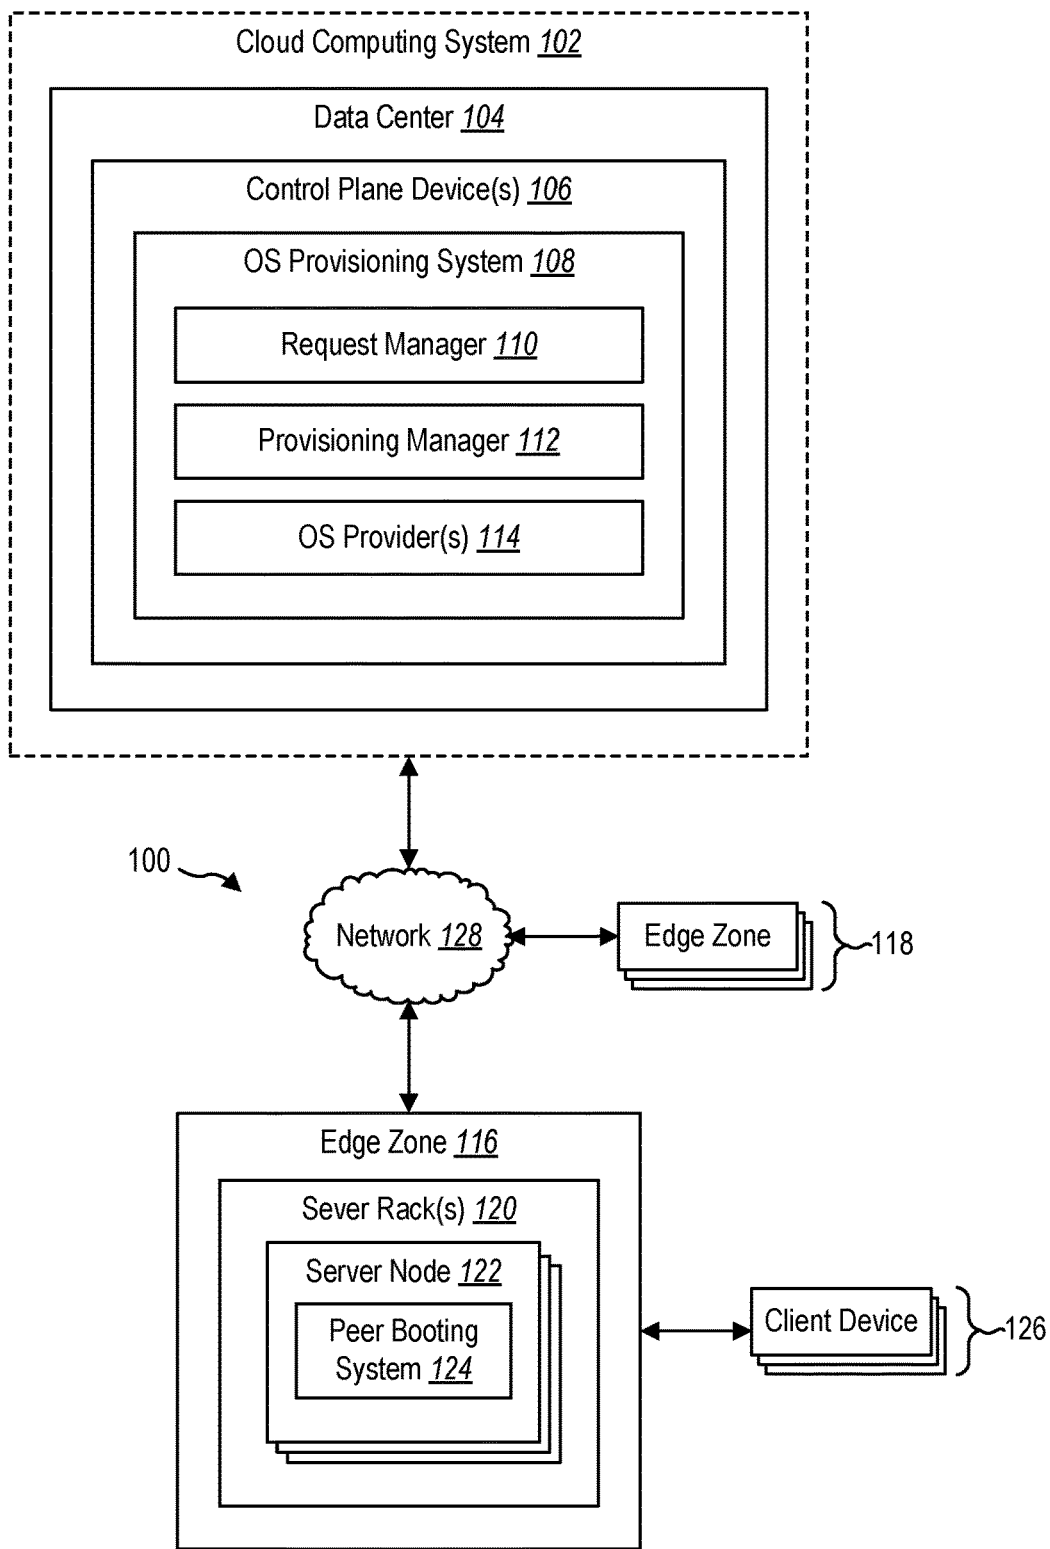 Cloud Computing System 102
Data Center 104
Control Plane Device(s) 106
OS Provisioning System 108
Request Manager 110
Provisioning Manager 112
OS Provider(s) 114
100
Network 128
Edge Zone
118
Edge Zone 116
Sever Rack(s) 120
Server Node 122
Peer Booting
System 124
Client Device
126